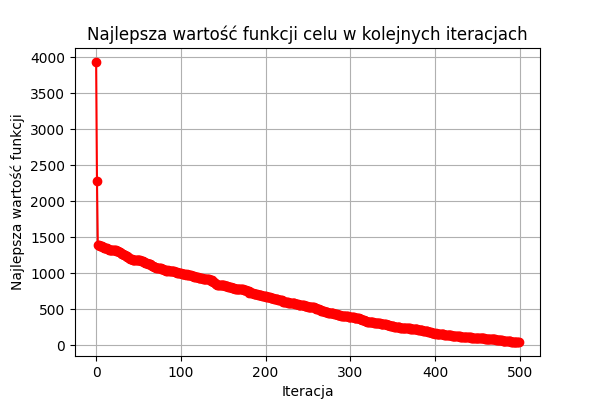 Najlepsza wartość funkcji celu w kolejnych iteracjach
4000
3500
3000
2500
2000
1500
1000
500
0
Najlepsza wartość funkcji
0 100 200 300 400 500
Iteracja